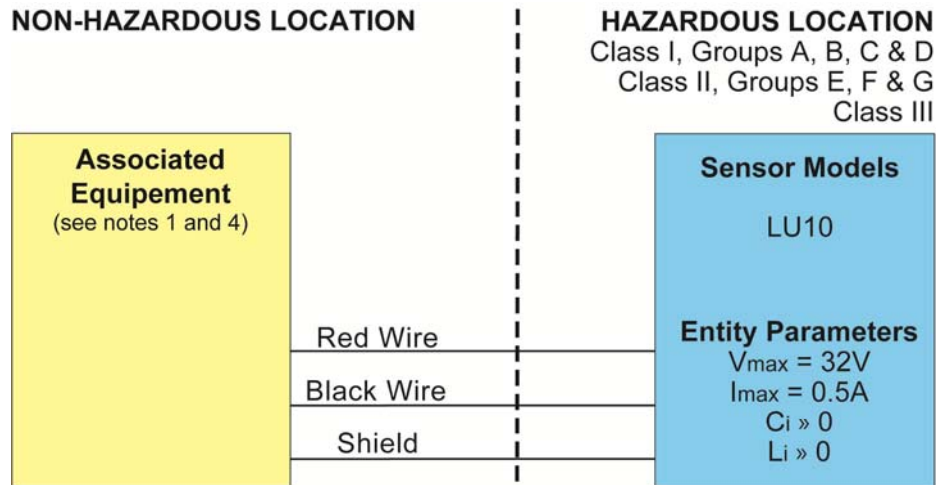 NON-HAZARDOUS LOCATION
HAZARDOUS LOCATION
Class I, Groups A, B, C & D
Class II, Groups E, F & G
Class III
Associated
Equipement
(see notes 1 and 4)
Red Wire
Black Wire
Shield
Sensor Models
LU10
Entity Parameters
Vmax = 32V
Imax = 0.5A
Ci » 0
Li » 0